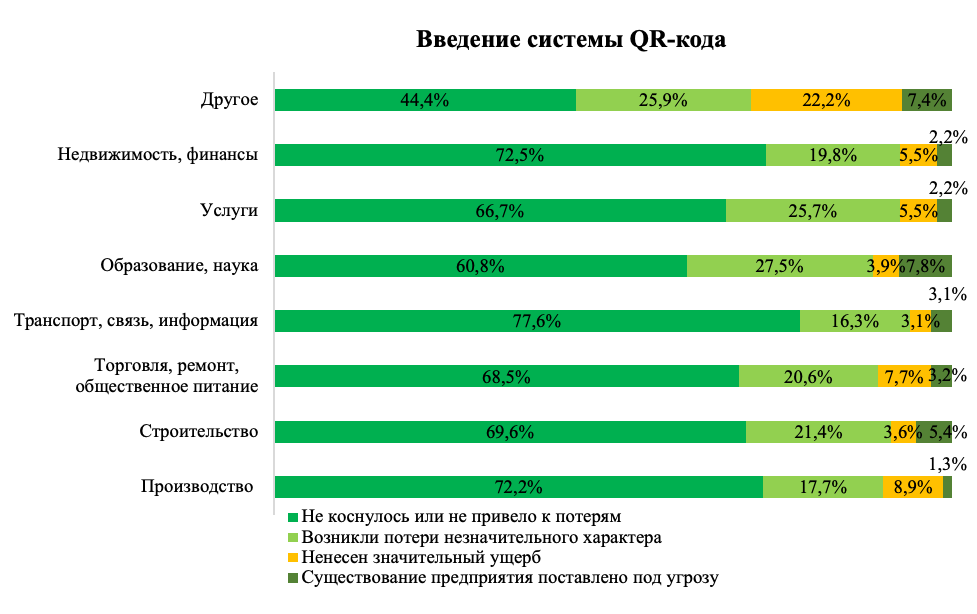 Введение системы QR-кода
Другое
44,4%
25,9%
22,2%
7,4%
2,2%
Недвижимость, финансы
72,5%
19,8%
5,5%
2,2%
Услуги
66,7%
25,7%
5,5%
Образование, наука
60,8%
27,5%
3,9%
7,8%
3,1%
Транспорт, связь, информация
77,6%
16,3%
3,1%
Торговля, ремонт,
общественное питание
68,5%
20,6%
7,7%
3,2%
Строительство
69,6%
21,4%
3,6%
5,4%
1,3%
Производство
72,2%
17,7%
8,9%
Не коснулось или не привело к потерям
Возникли потери незначительного характера
Ненесен значительный ущерб
Существование предприятия поставлено под угрозу